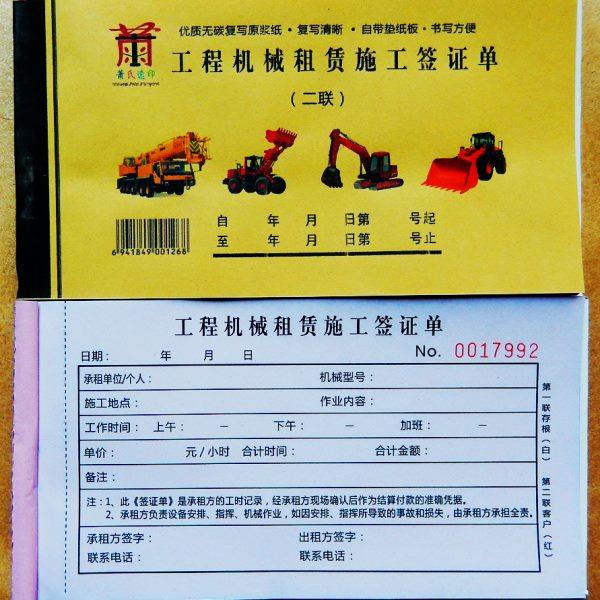 優质无碳复写原浆纸·复写清晰·自带垫纸板·书写方便
萧
萧氏速印
工程机械租赁施工签证单
（二联）
自 年 月 日第 号起
至 年 月 日第 号止
6 941849 001268
工程机械租赁施工签证单
日期： 年 月 日 No. 0017992
承租单位/个人： 机械型号：
施工地点： 作业内容：
工作时间： 上午： － 下午： － 加班： －
单价： 元/小时 合计时间： 合计金额：
备注：
注：1、此《签证单》是承租方的工时记录，经承租方现场确认后作为结算付款的准确凭据。
2、承租方负责设备安排、指挥、机械作业，如因安排、指挥所导致的事故和损失，由承租方承担全责。
承租方签字： 出租方签字：
联系电话： 联系电话：
第一联存根（白） 第二联客户（红）